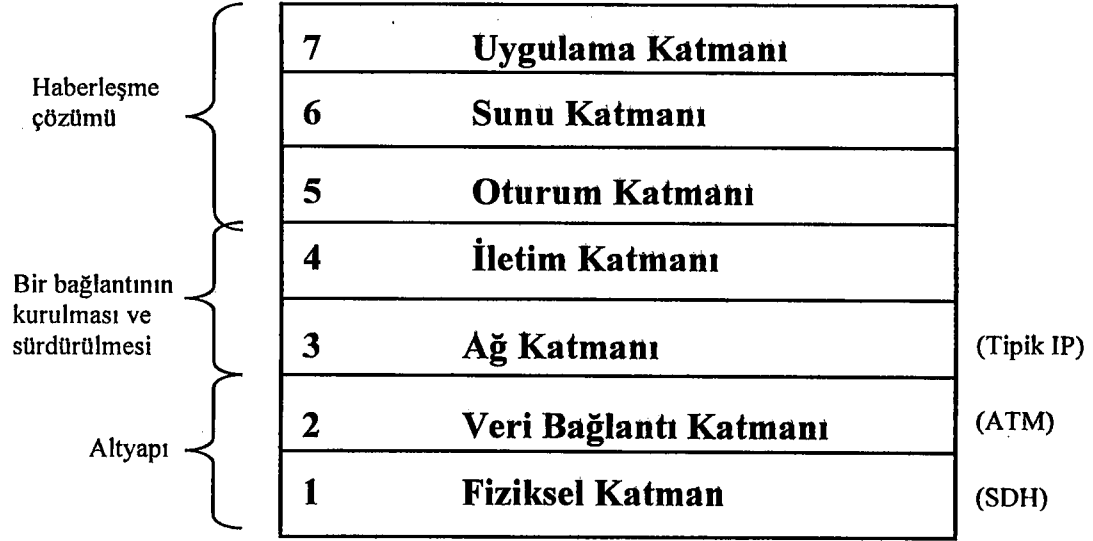 7 Uygulama Katmanı
Haberleşme
çözümü
6 Sunu Katmanı
5 Oturum Katmanı
4 İletim Katmanı
Bir bağlantının
kurulması ve
sürdürülmesi
3 Ağ Katmanı (Tipik IP)
2 Veri Bağlantı Katmanı (ATM)
Altyapı
1 Fiziksel Katman (SDH)